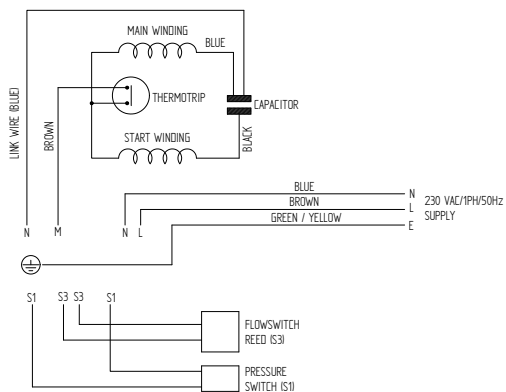 MAIN WINDING
BLUE
THERMOTRIP
CAPACITOR
LINK WIRE (BLUE)
BROWN
START WINDING
BLACK
BLUE
N
BROWN
L
230 VAC/1PH/50Hz
SUPPLY
GREEN / YELLOW
E
N
M
N
L
S1
S3
S3
S1
FLOWSWITCH
REED (S3)
PRESSURE
SWITCH (S1)